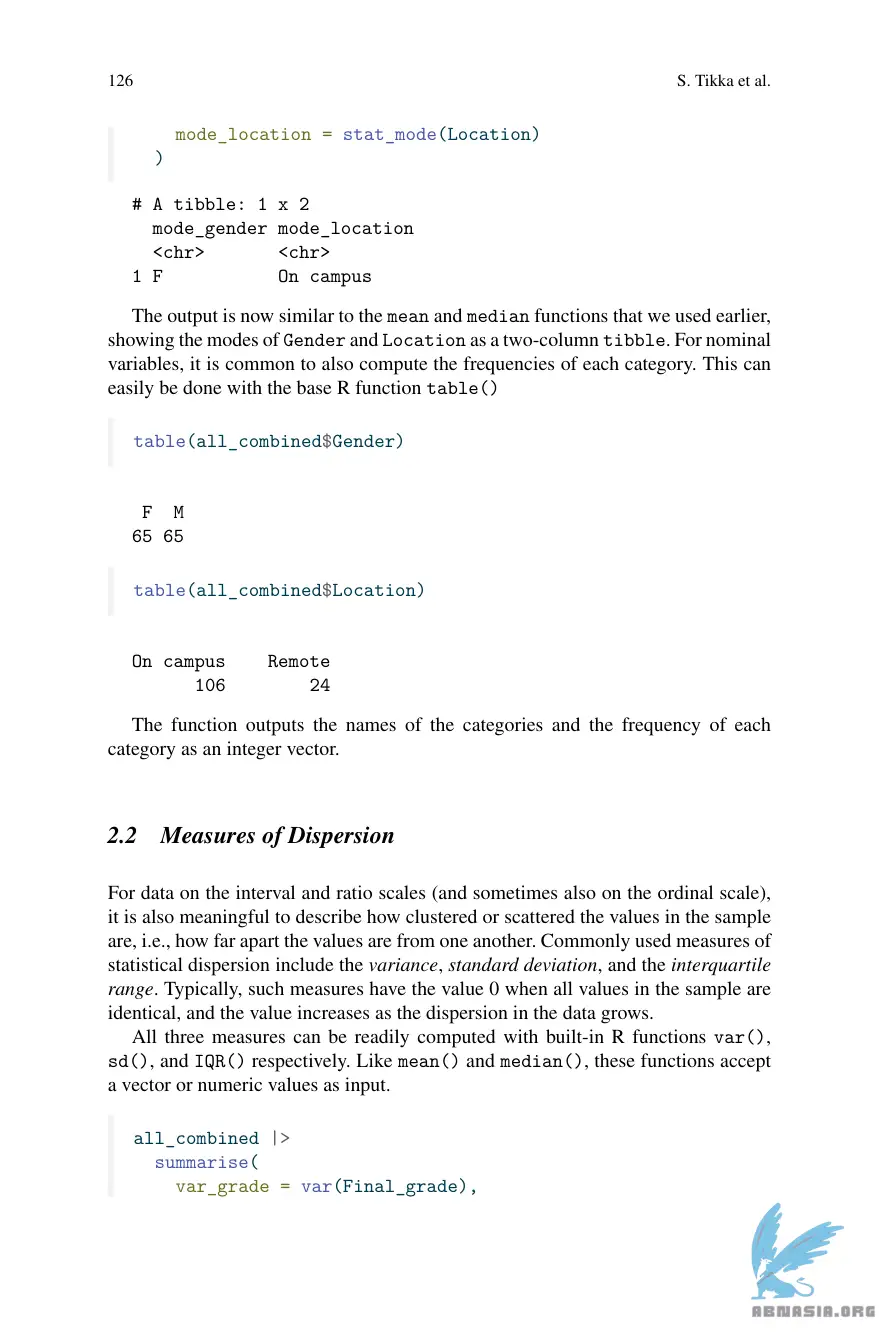 126 S. Tikka et al.
mode_location = stat_mode(Location)
)
# A tibble: 1 x 2
mode_gender mode_location
<chr> <chr>
1 F On campus
The output is now similar to the mean and median functions that we used earlier,
showing the modes of Gender and Location as a two-column tibble. For nominal
variables, it is common to also compute the frequencies of each category. This can
easily be done with the base R function table()
table(all_combined$Gender)
F M
65 65
table(all_combined$Location)
On campus Remote
106 24
The function outputs the names of the categories and the frequency of each
category as an integer vector.
2.2 Measures of Dispersion
For data on the interval and ratio scales (and sometimes also on the ordinal scale),
it is also meaningful to describe how clustered or scattered the values in the sample
are, i.e., how far apart the values are from one another. Commonly used measures of
statistical dispersion include the variance, standard deviation, and the interquartile
range. Typically, such measures have the value 0 when all values in the sample are
identical, and the value increases as the dispersion in the data grows.
All three measures can be readily computed with built-in R functions var(),
sd(), and IQR() respectively. Like mean() and median(), these functions accept
a vector or numeric values as input.
all_combined |>
summarise(
var_grade = var(Final_grade),
ABNASIA.ORG